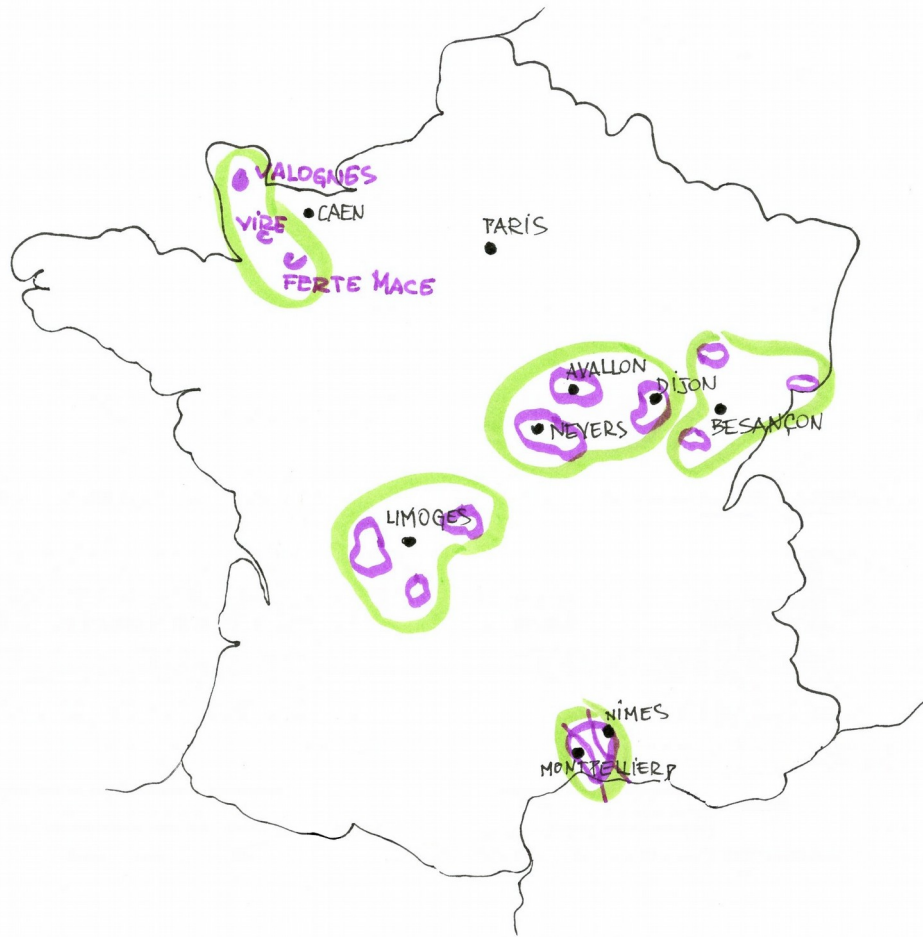 VALOGNES
CAEN
VIRE
PARIS
FERTE MACE
AVALLON
DIJON
NEVERS
BESANÇON
LIMOGES
NIMES
MONTPELLIER